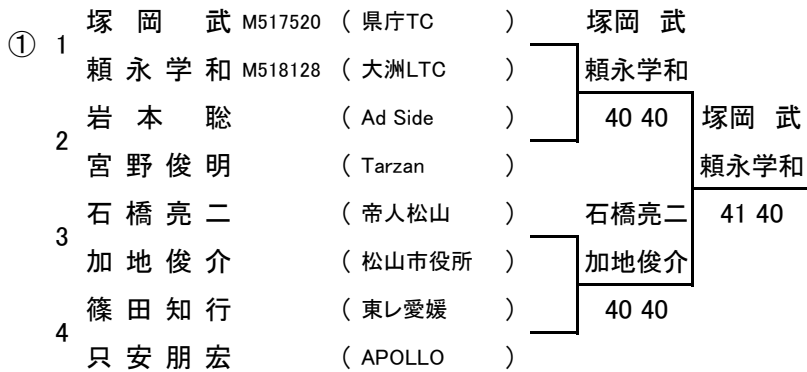 ① 1 塚 岡 武 M517520 ( 県庁TC ) 塚岡 武
頼 永 学 和 M518128 ( 大洲LTC ) 頼永学和
2 岩 本 聡 ( Ad Side ) 40 40 塚岡 武
宮 野 俊 明 ( Tarzan ) 頼永学和
3 石 橋 亮 二 ( 帝人松山 ) 石橋亮二 41 40
加 地 俊 介 ( 松山市役所 ) 加地俊介
4 篠 田 知 行 ( 東レ愛媛 ) 40 40
只 安 朋 宏 ( APOLLO )